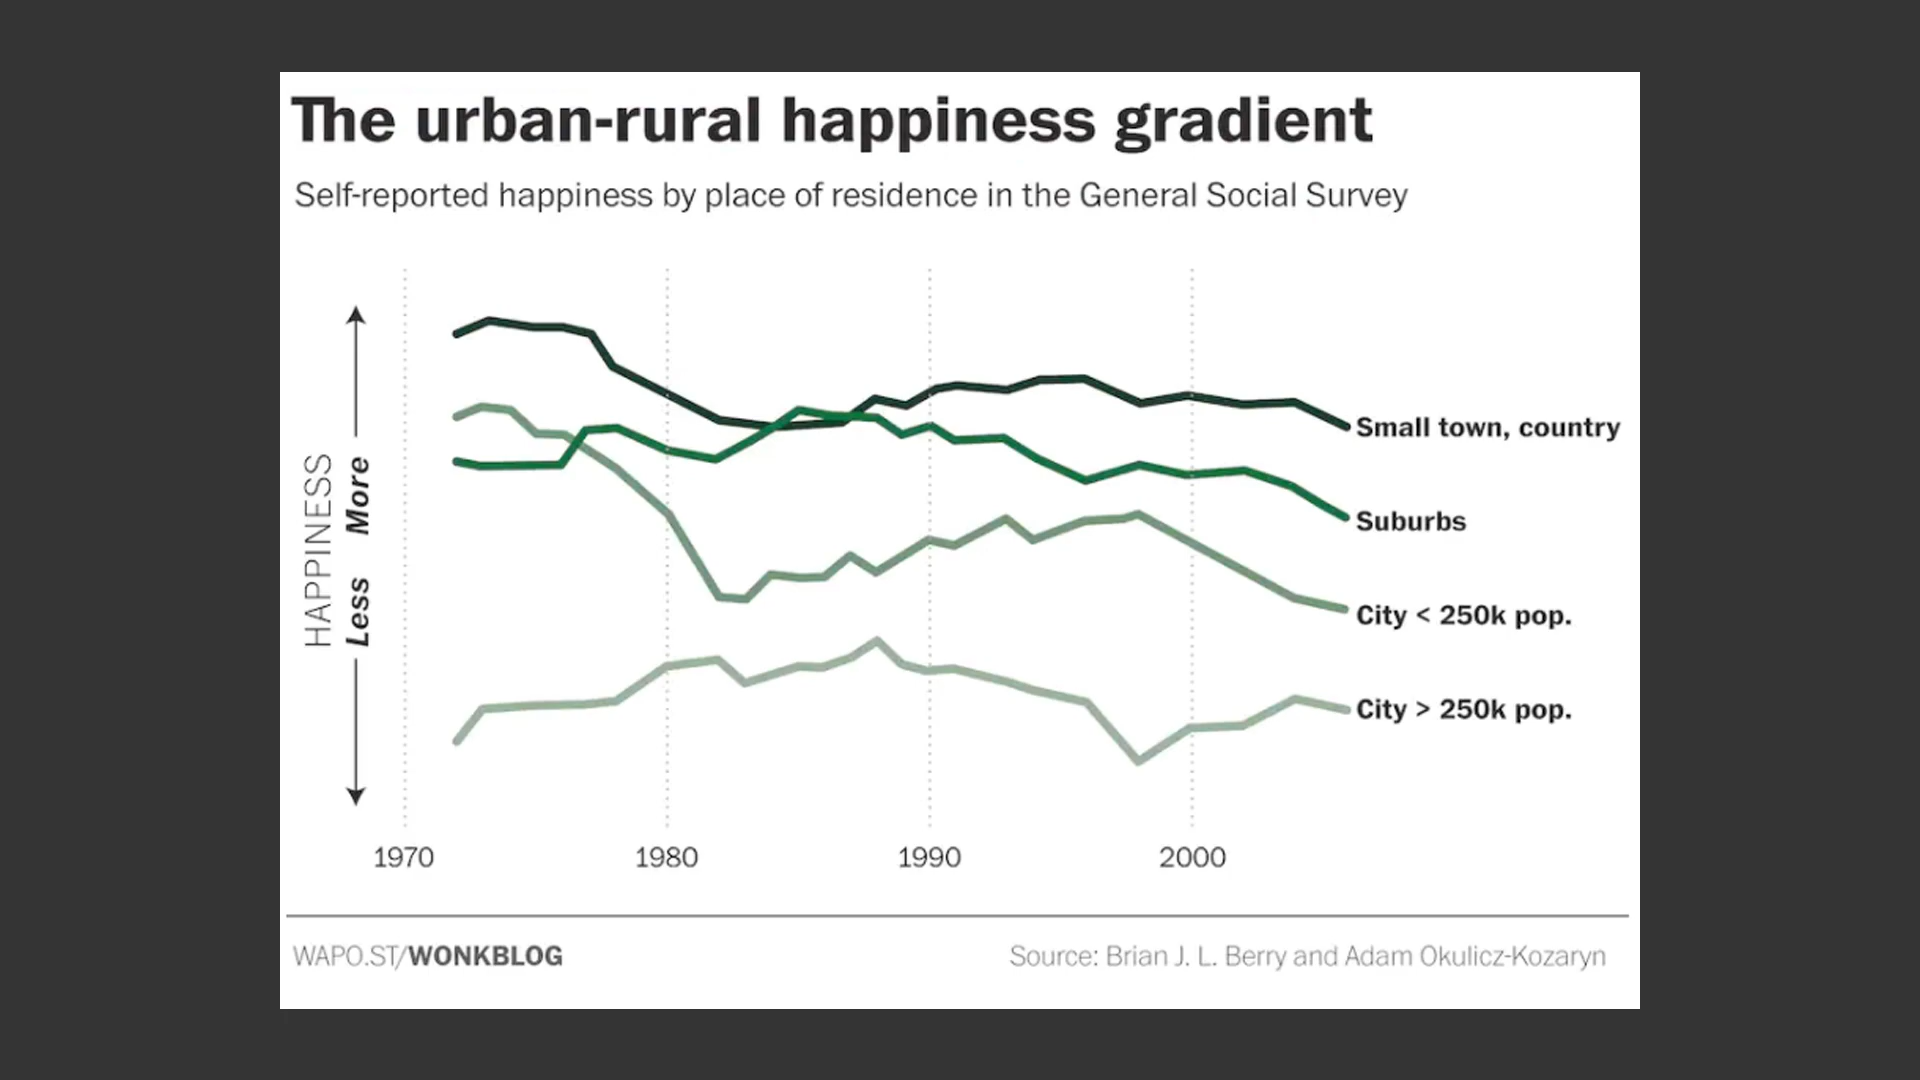 The urban-rural happiness gradient
Self-reported happiness by place of residence in the General Social Survey
HAPPINESS
Less More
Small town, country
Suburbs
City < 250k pop.
City > 250k pop.
1970 1980 1990 2000
WAPO.ST/WONKBLOG
Source: Brian J. L. Berry and Adam Okulicz-Kozaryn